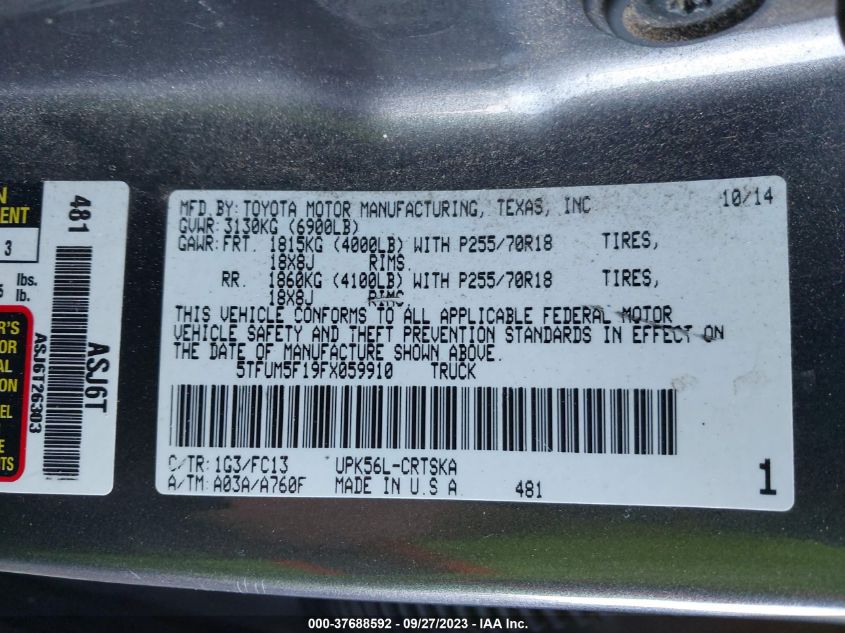 MFD.BY:TOYOTA MOTOR MANUFACTURING, TEXAS, INC 10/14
GVWR:3130KG (6900LB)
GAWR:FRT. 1815KG (4000LB) WITH P255/70R18 TIRES,
18X8J RIMS.
RR. 1860KG (4100LB) WITH P255/70R18 TIRES,
18X8J RIMS
THIS VEHICLE CONFORMS TO ALL APPLICABLE FEDERAL MOTOR
VEHICLE SAFETY AND THEFT PREVENTION STANDARDS IN EFFECT ON
THE DATE OF MANUFACTURE SHOWN ABOVE.
5TFUM5F19FX059910 TRUCK
C/TR:1G3/FC13 UPK56L-CRTSKA
A/TM:A03A/A760F MADE IN U.S.A. 481 1
3
lbs.
lb.
481
ASJ6T
ASJ6T26303
000-37688592 - 09/27/2023 - IAA Inc.